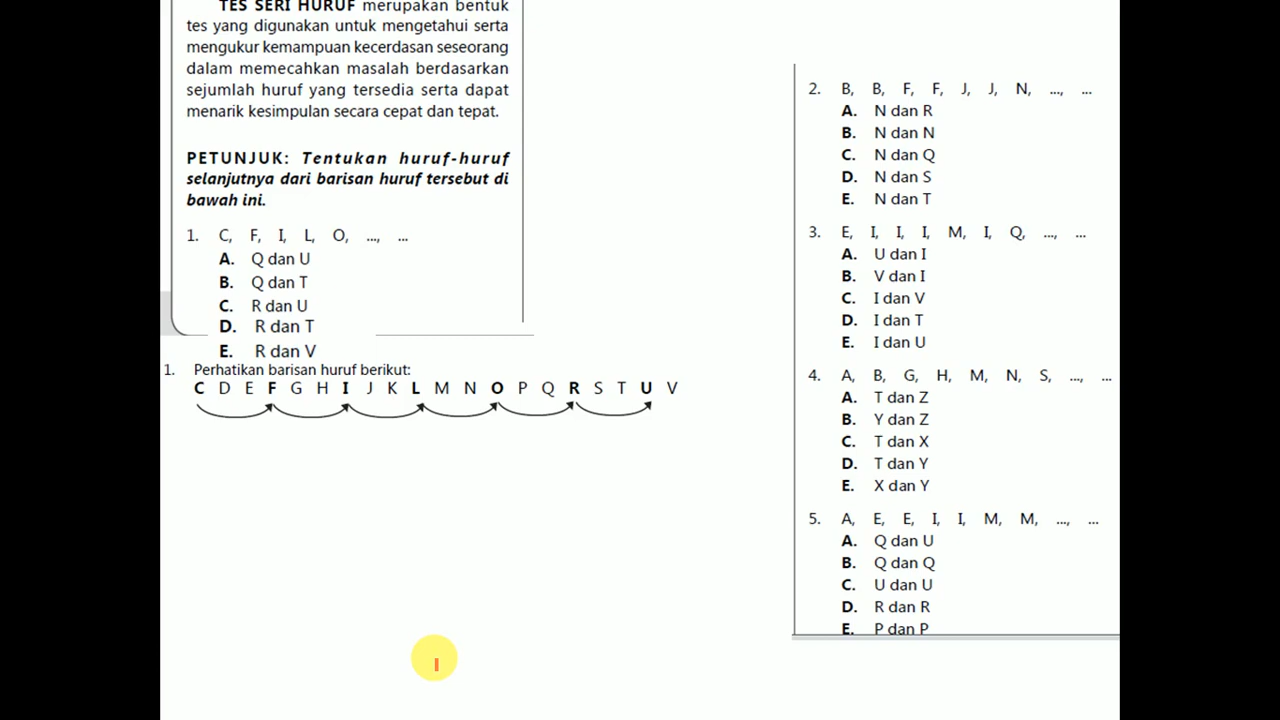 TES SERI HURUF merupakan bentuk
tes yang digunakan untuk mengetahui serta
mengukur kemampuan kecerdasan seseorang
dalam memecahkan masalah berdasarkan
sejumlah huruf yang tersedia serta dapat
menarik kesimpulan secara cepat dan tepat.
PETUNJUK: Tentukan huruf-huruf
selanjutnya dari barisan huruf tersebut di
bawah ini.
1. C, F, I, L, O, ..., ...
A. Q dan U
B. Q dan T
C. R dan U
D. R dan T
E. R dan V
1. Perhatikan barisan huruf berikut:
C D E F G H I J K L M N O P Q R S T U V
2. B, B, F, F, J, J, N, ..., ...
A. N dan R
B. N dan N
C. N dan Q
D. N dan S
E. N dan T
3. E, I, I, I, M, I, Q, ..., ...
A. U dan I
B. V dan I
C. I dan V
D. I dan T
E. I dan U
4. A, B, G, H, M, N, S, ..., ...
A. T dan Z
B. Y dan Z
C. T dan X
D. T dan Y
E. X dan Y
5. A, E, E, I, I, M, M, ..., ...
A. Q dan U
B. Q dan Q
C. U dan U
D. R dan R
E. P dan P